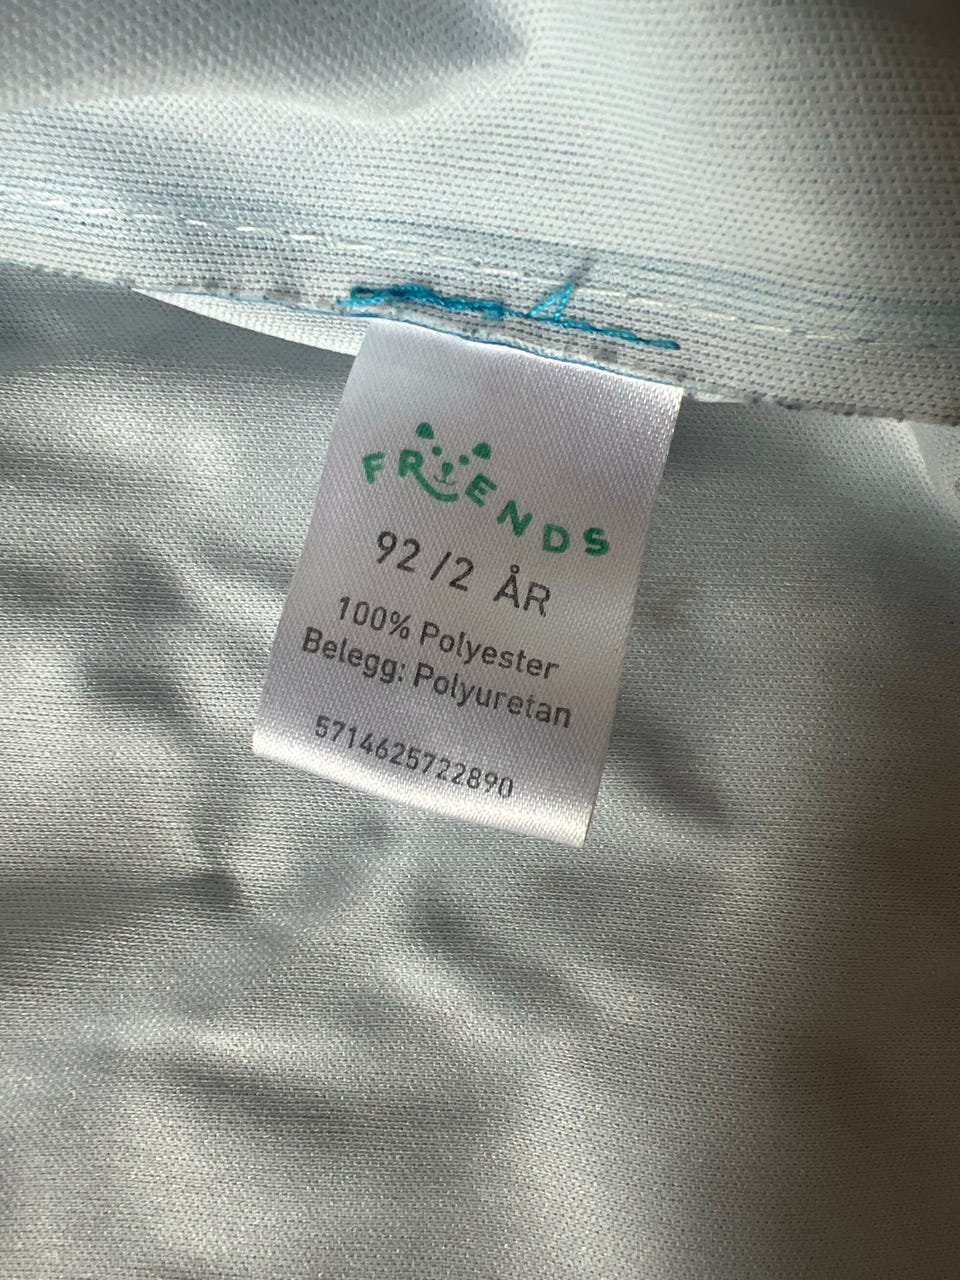 FRIENDS
92 /2 ÅR
100% Polyester
Belegg: Polyuretan
5714625722890